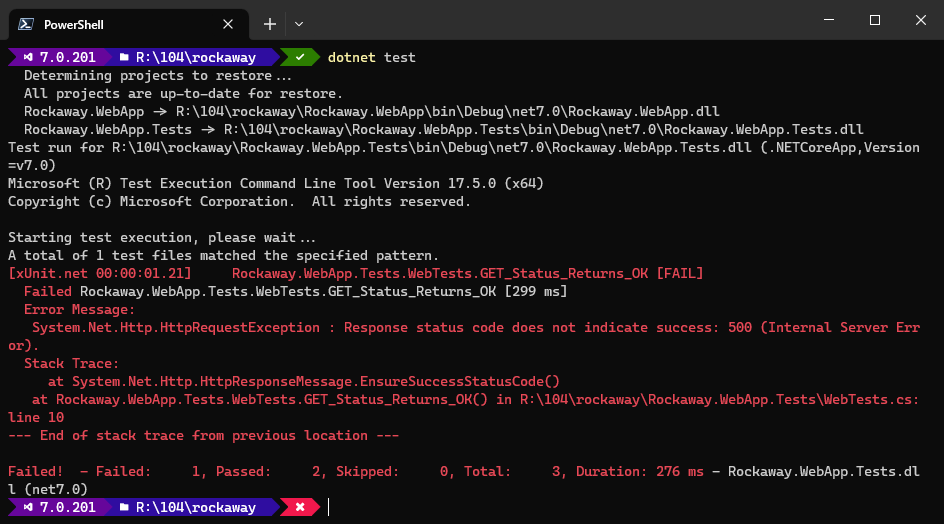 PowerShell
7.0.201 R:\104\rockaway ✓ dotnet test
Determining projects to restore...
All projects are up-to-date for restore.
Rockaway.WebApp -> R:\104\rockaway\Rockaway.WebApp\bin\Debug\net7.0\Rockaway.WebApp.dll
Rockaway.WebApp.Tests -> R:\104\rockaway\Rockaway.WebApp.Tests\bin\Debug\net7.0\Rockaway.WebApp.Tests.dll
Test run for R:\104\rockaway\Rockaway.WebApp.Tests\bin\Debug\net7.0\Rockaway.WebApp.Tests.dll (.NETCoreApp,Version
=v7.0)
Microsoft (R) Test Execution Command Line Tool Version 17.5.0 (x64)
Copyright (c) Microsoft Corporation.  All rights reserved.
Starting test execution, please wait...
A total of 1 test files matched the specified pattern.
[xUnit.net 00:00:01.21]     Rockaway.WebApp.Tests.WebTests.GET_Status_Returns_OK [FAIL]
Failed Rockaway.WebApp.Tests.WebTests.GET_Status_Returns_OK [299 ms]
Error Message:
System.Net.Http.HttpRequestException : Response status code does not indicate success: 500 (Internal Server Err
or).
Stack Trace:
at System.Net.Http.HttpResponseMessage.EnsureSuccessStatusCode()
at Rockaway.WebApp.Tests.WebTests.GET_Status_Returns_OK() in R:\104\rockaway\Rockaway.WebApp.Tests\WebTests.cs:
line 10
--- End of stack trace from previous location ---
Failed!  - Failed:     1, Passed:     2, Skipped:     0, Total:     3, Duration: 276 ms - Rockaway.WebApp.Tests.dl
l (net7.0)
7.0.201 R:\104\rockaway ✖